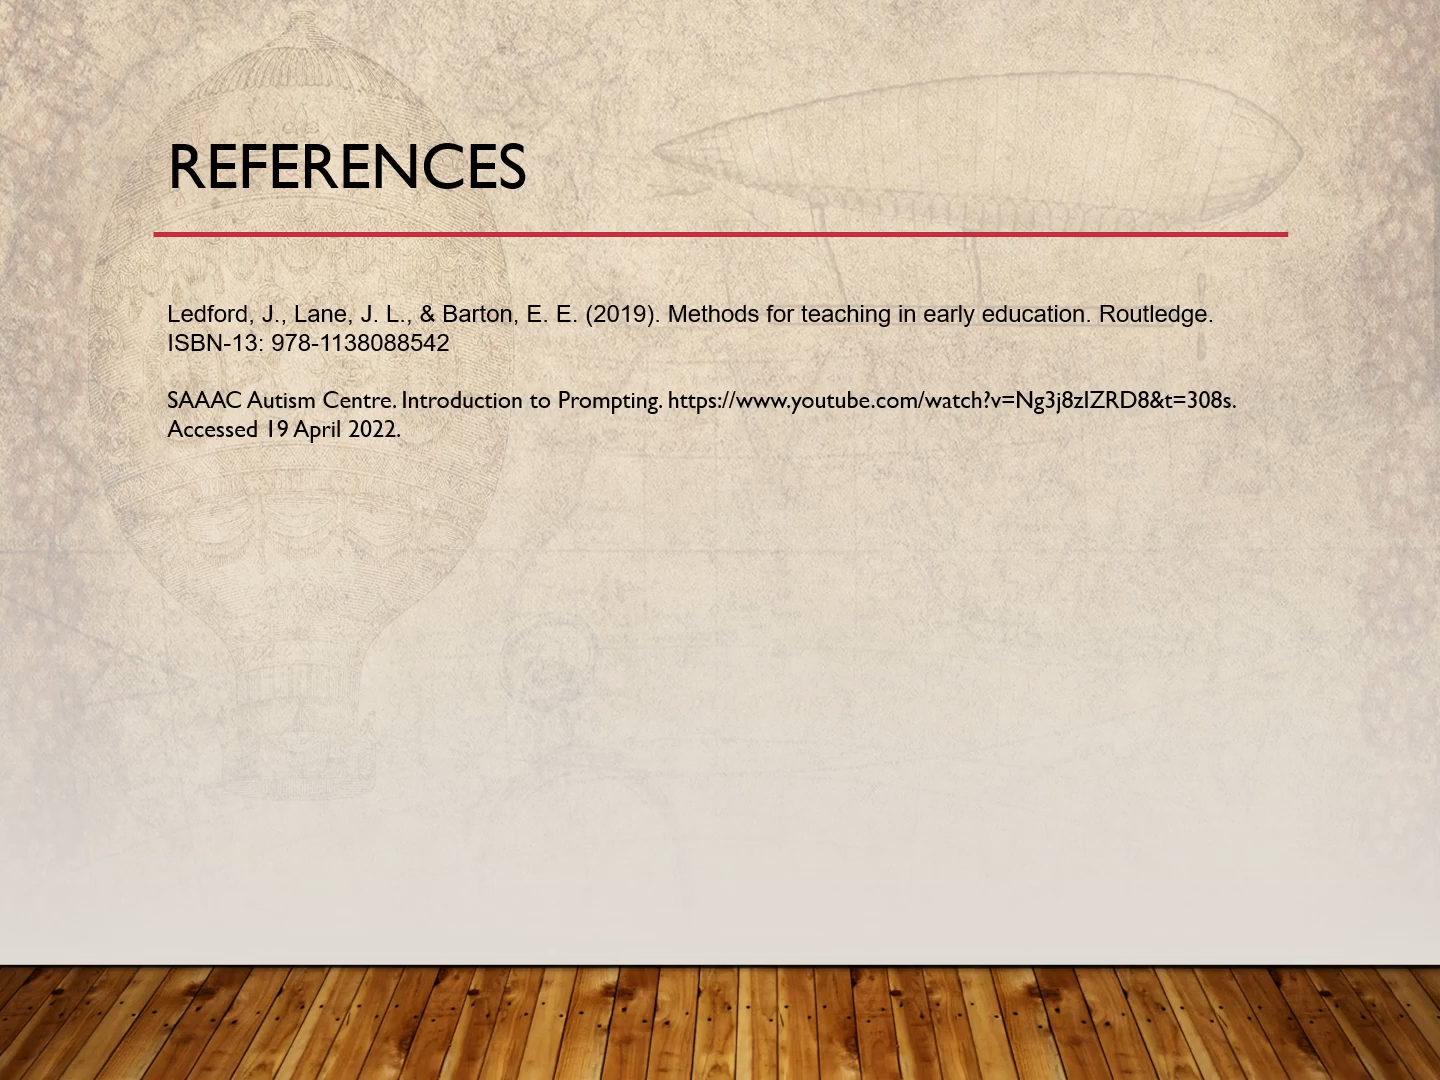 REFERENCES
Ledford, J., Lane, J. L., & Barton, E. E. (2019). Methods for teaching in early education. Routledge.
ISBN-13: 978-1138088542
SAAAC Autism Centre. Introduction to Prompting. https://www.youtube.com/watch?v=Ng3j8zIZRD8&t=308s.
Accessed 19 April 2022.